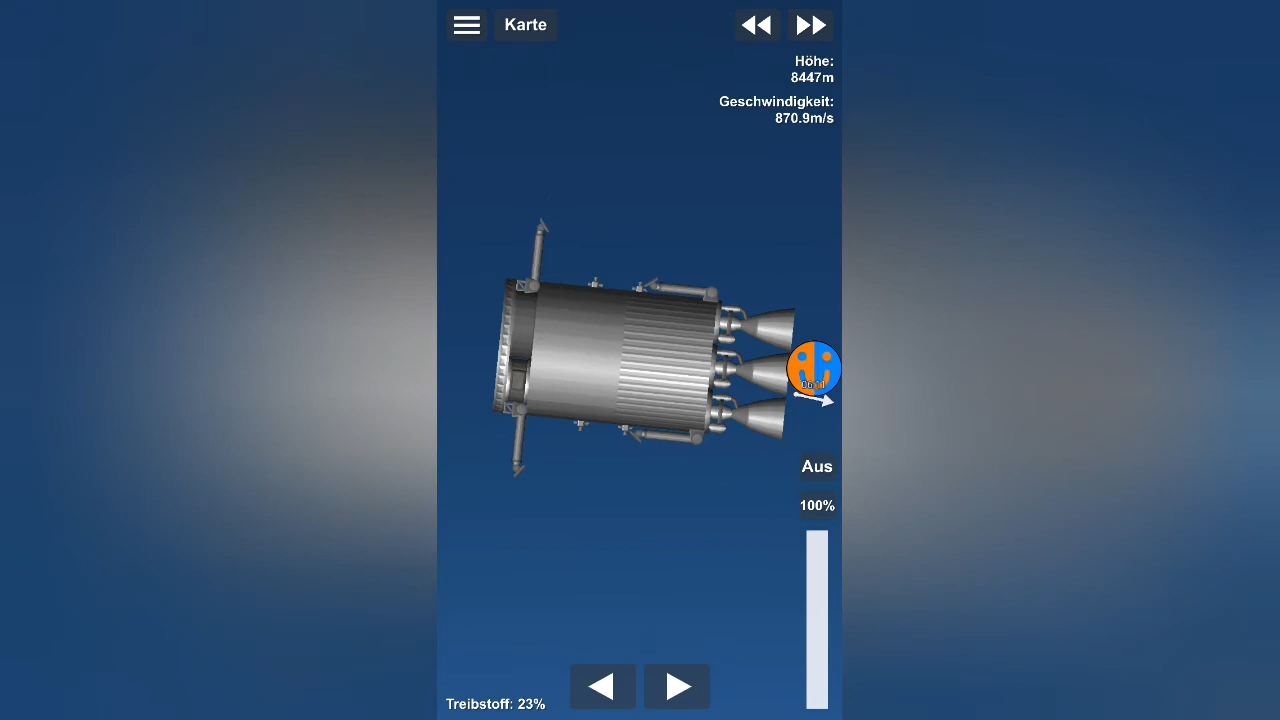 Karte
Höhe:
8447m
Geschwindigkeit:
870.9m/s
Aus
100%
Treibstoff: 23%